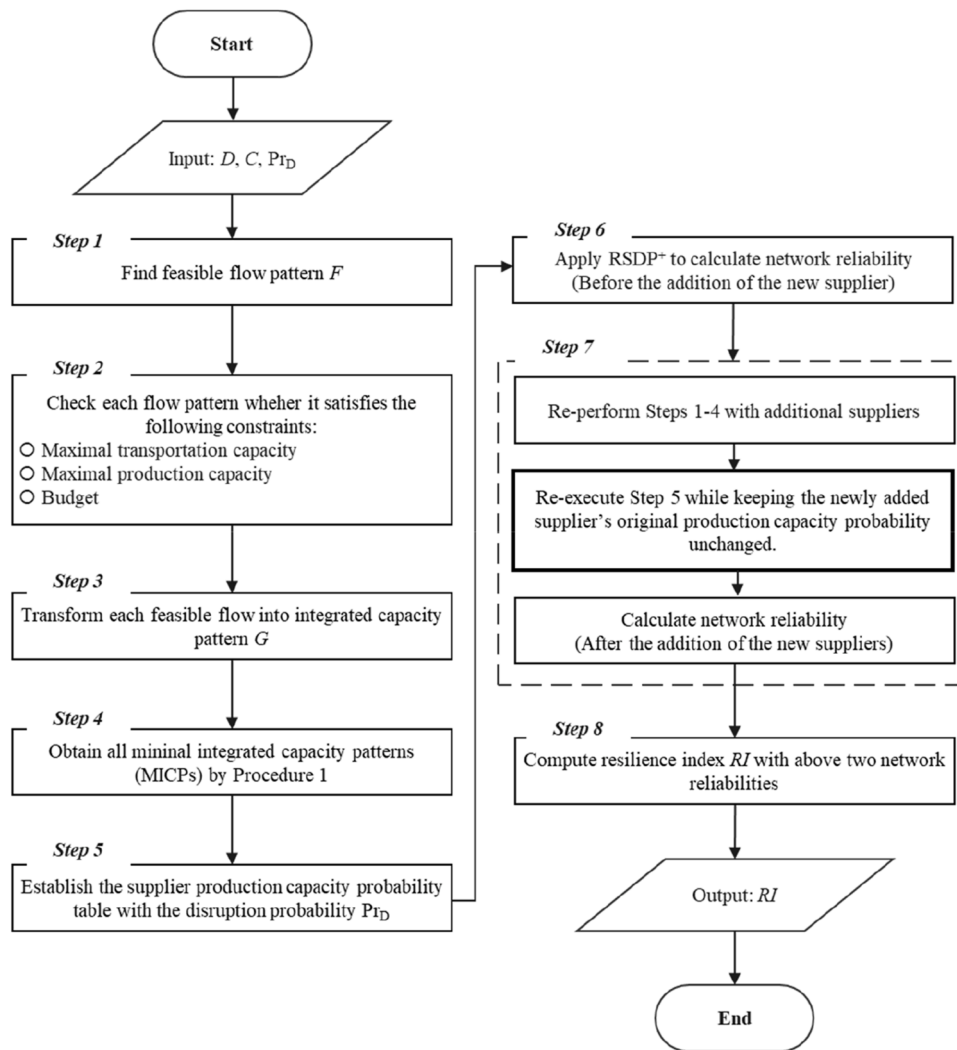 Start
Input: D, C, PrD
Step 1
Find feasible flow pattern F
Step 2
Check each flow pattern wheher it satisfies the
following constraints:
○ Maximal transportation capacity
○ Maximal production capacity
○ Budget
Step 3
Transform each feasible flow into integrated capacity
pattern G
Step 4
Obtain all mininal integrated capacity patterns
(MICPs) by Procedure 1
Step 5
Establish the supplier production capacity probability
table with the disruption probability PrD
Step 6
Apply RSDP⁺ to calculate network reliability
(Before the addition of the new supplier)
Step 7
Re-perform Steps 1-4 with additional suppliers
Re-execute Step 5 while keeping the newly added
supplier's original production capacity probability
unchanged.
Calculate network reliability
(After the addition of the new suppliers)
Step 8
Compute resilience index RI with above two network
reliabilities
Output: RI
End